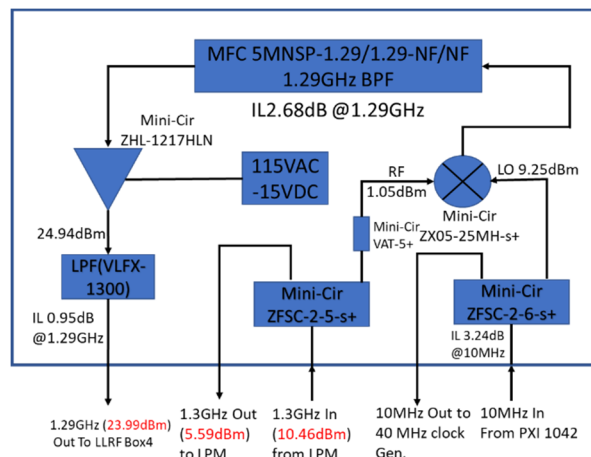 MFC 5MNSP-1.29/1.29-NF/NF
1.29GHz BPF
IL2.68dB @1.29GHz
Mini-Cir
ZHL-1217HLN
115VAC
-15VDC
RF
1.05dBm
LO 9.25dBm
Mini-Cir
ZX05-25MH-s+
Mini-Cir
VAT-5+
24.94dBm
LPF(VLFX-
1300)
Mini-Cir
ZFSC-2-5-s+
Mini-Cir
ZFSC-2-6-s+
IL 0.95dB
@1.29GHz
IL 3.24dB
@10MHz
1.29GHz (23.99dBm)
Out To LLRF Box4
1.3GHz Out
(5.59dBm)
to LPM
1.3GHz In
(10.46dBm)
from LPM
10MHz Out to
40 MHz clock
Gen.
10MHz In
From PXI 1042